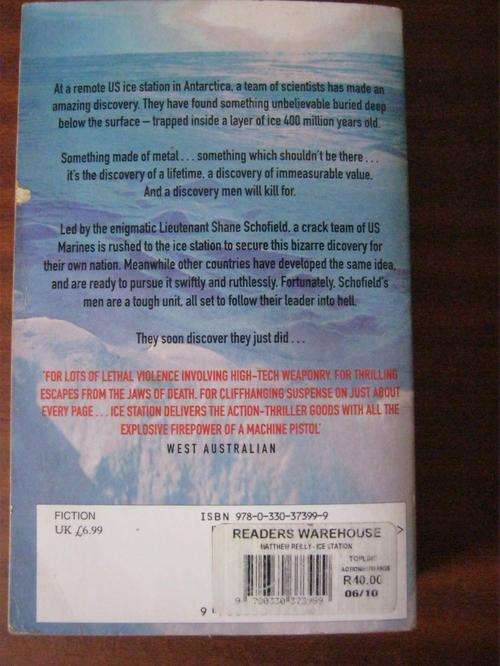 At a remote US ice station in Antarctica, a team of scientists has made an
amazing discovery. They have found something unbelievable buried deep
below the surface – trapped inside a layer of ice 400 million years old.
Something made of metal ... something which shouldn't be there ...
it's the discovery of a lifetime, a discovery of immeasurable value.
And a discovery men will kill for.
Led by the enigmatic Lieutenant Shane Schofield, a crack team of US
Marines is rushed to the ice station to secure this bizarre dicovery for
their own nation. Meanwhile other countries have developed the same idea,
and are ready to pursue it swiftly and ruthlessly. Fortunately, Schofield's
men are a tough unit, all set to follow their leader into hell.
They soon discover they just did ...
'FOR LOTS OF LETHAL VIOLENCE INVOLVING HIGH-TECH WEAPONRY, FOR THRILLING
ESCAPES FROM THE JAWS OF DEATH, FOR CLIFFHANGING SUSPENSE ON JUST ABOUT
EVERY PAGE ... ICE STATION DELIVERS THE ACTION-THRILLER GOODS WITH ALL THE
EXPLOSIVE FIREPOWER OF A MACHINE PISTOL'
WEST AUSTRALIAN
FICTION
UK £6.99
ISBN 978-0-330-37399-9
READERS WAREHOUSE
MATTHEW REILLY-ICE STATION
R40.00
06/10
9 780330 373999
9